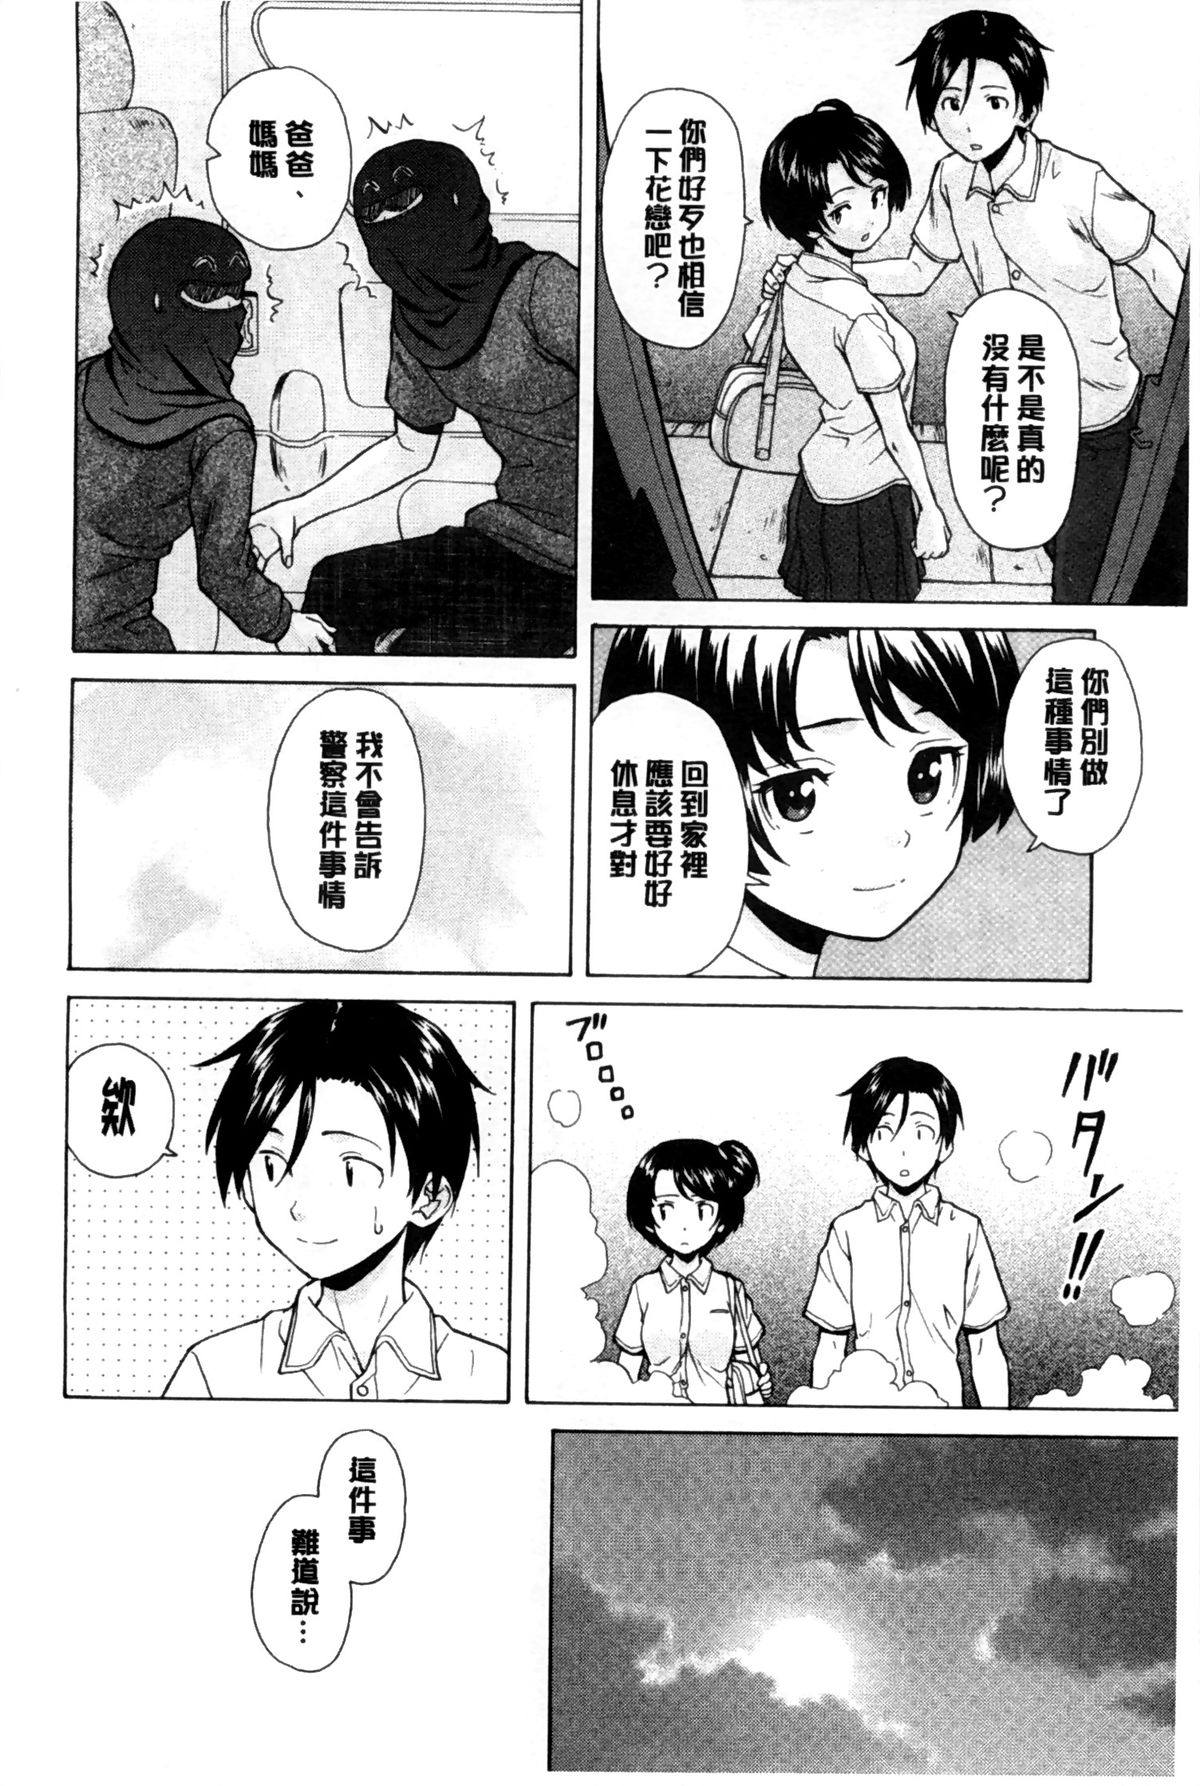 你們好歹也相信
一下花戀吧？
是不是真的
沒有什麼呢？
爸爸、
媽媽
你們別做
這種事情了
回到家裡
應該要好好
休息才對
我不會告訴
警察這件事情
バタン!!
ブロロロ。。。。
欸
這件事
難道說…